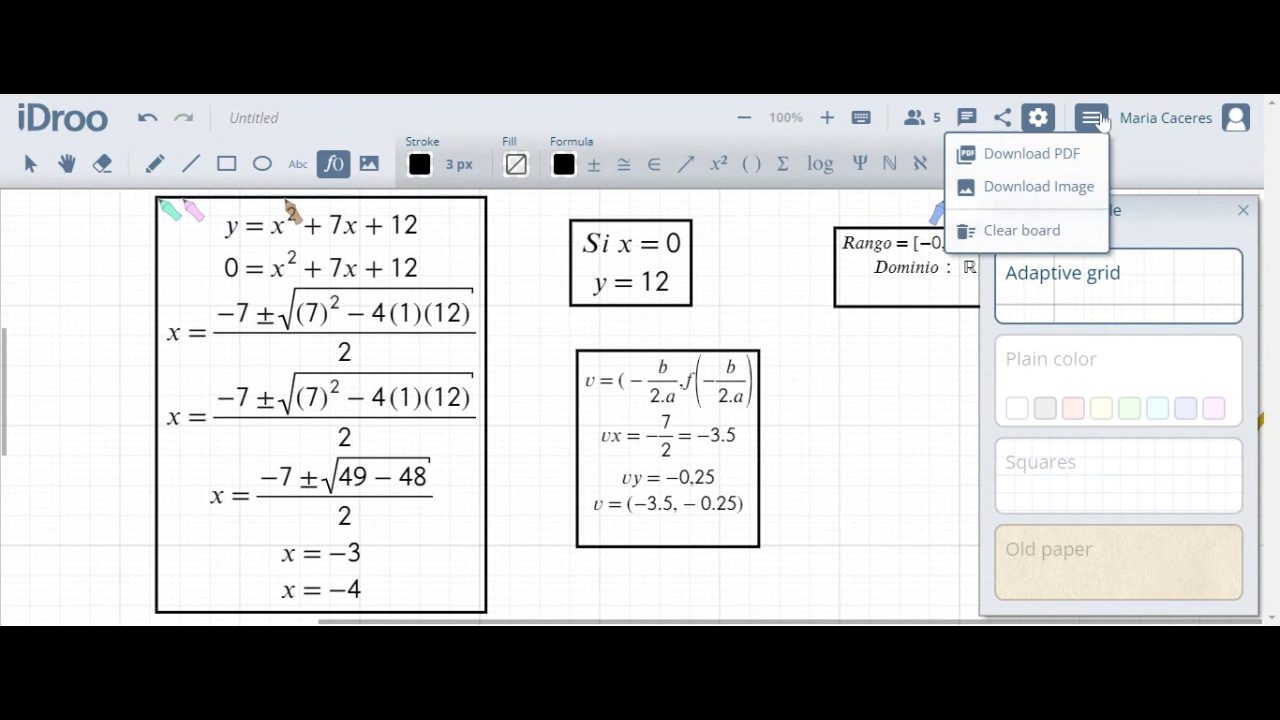 iDroo
Untitled
100%
5
Maria Caceres
Abc
Stroke
3 px
Fill
Formula
± ≅ ∈ ↗ x² ( ) Σ log Ψ ℕ ℵ
Download PDF
Download Image
Clear board
y = x² + 7x + 12
0 = x² + 7x + 12
x = (−7 ± √((7)² − 4(1)(12))) / 2
x = (−7 ± √((7)² − 4(1)(12))) / 2
x = (−7 ± √(49 − 48)) / 2
x = −3
x = −4
Si x = 0
y = 12
v = (− b/2.a , f(− b/2.a)
vx = − 7/2 = −3.5
vy = −0,25
v = (−3.5, − 0.25)
Rango = [−0,
Dominio : ℝ
Adaptive grid
Plain color
Squares
Old paper